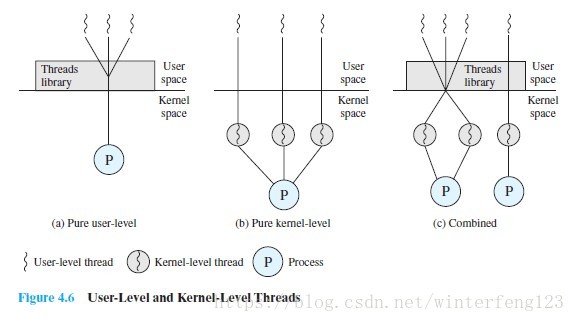 Threads
library
User
space
Kernel
space
P
(a) Pure user-level
User
space
Kernel
space
P
(b) Pure kernel-level
Threads
library
User
space
Kernel
space
P
P
(c) Combined
User-level thread
Kernel-level thread
P
Process
Figure 4.6 User-Level and Kernel-Level Threads
https://blog.csdn.net/winterfeng123